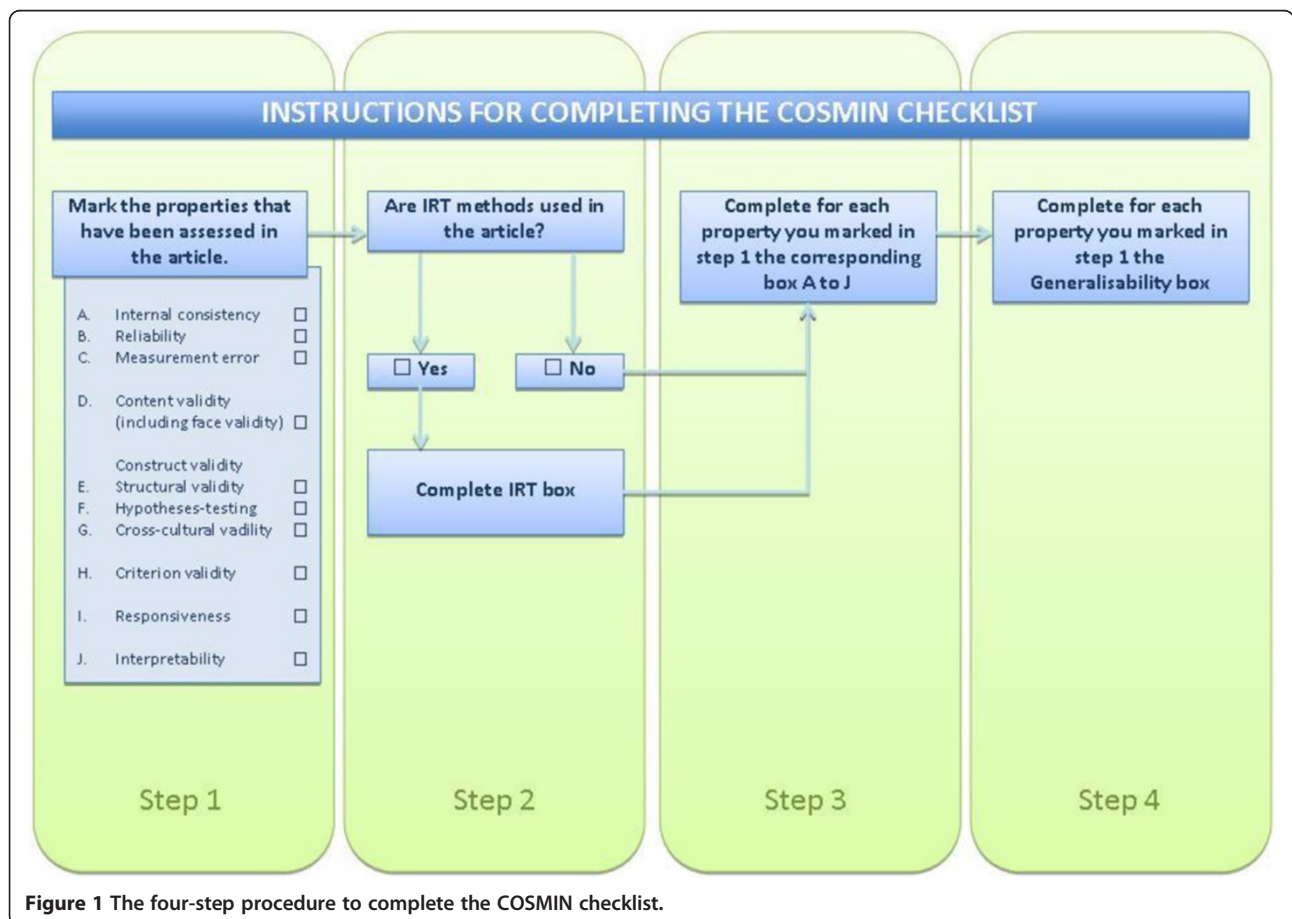 INSTRUCTIONS FOR COMPLETING THE COSMIN CHECKLIST
Mark the properties that
have been assessed in
the article.
A. Internal consistency □
B. Reliability □
C. Measurement error □
D. Content validity
(including face validity) □
Construct validity
E. Structural validity □
F. Hypotheses-testing □
G. Cross-cultural vadility □
H. Criterion validity □
I. Responsiveness □
J. Interpretability □
Step 1
Are IRT methods used in
the article?
□ Yes
□ No
Complete IRT box
Step 2
Complete for each
property you marked in
step 1 the corresponding
box A to J
Step 3
Complete for each
property you marked in
step 1 the
Generalisability box
Step 4
Figure 1 The four-step procedure to complete the COSMIN checklist.